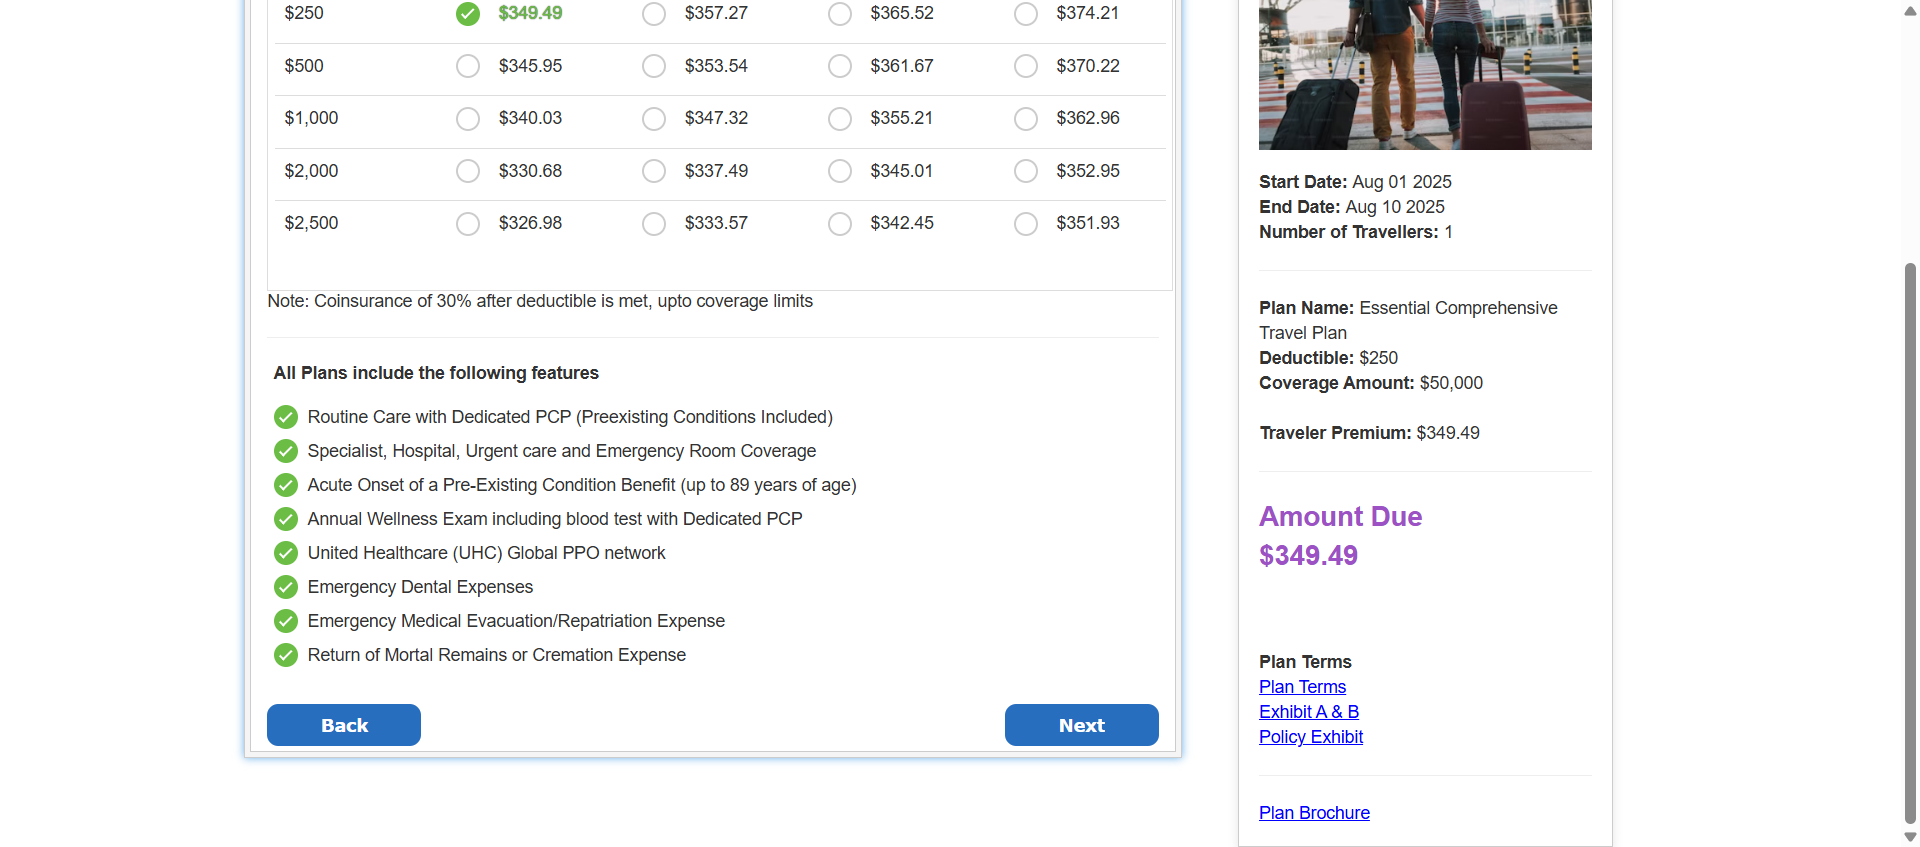 $250 $349.49 $357.27 $365.52 $374.21
$500 $345.95 $353.54 $361.67 $370.22
$1,000 $340.03 $347.32 $355.21 $362.96
$2,000 $330.68 $337.49 $345.01 $352.95
$2,500 $326.98 $333.57 $342.45 $351.93
Note: Coinsurance of 30% after deductible is met, upto coverage limits
All Plans include the following features
Routine Care with Dedicated PCP (Preexisting Conditions Included)
Specialist, Hospital, Urgent care and Emergency Room Coverage
Acute Onset of a Pre-Existing Condition Benefit (up to 89 years of age)
Annual Wellness Exam including blood test with Dedicated PCP
United Healthcare (UHC) Global PPO network
Emergency Dental Expenses
Emergency Medical Evacuation/Repatriation Expense
Return of Mortal Remains or Cremation Expense
Back
Next
Start Date: Aug 01 2025
End Date: Aug 10 2025
Number of Travellers: 1
Plan Name: Essential Comprehensive
Travel Plan
Deductible: $250
Coverage Amount: $50,000
Traveler Premium: $349.49
Amount Due
$349.49
Plan Terms
Plan Terms
Exhibit A & B
Policy Exhibit
Plan Brochure